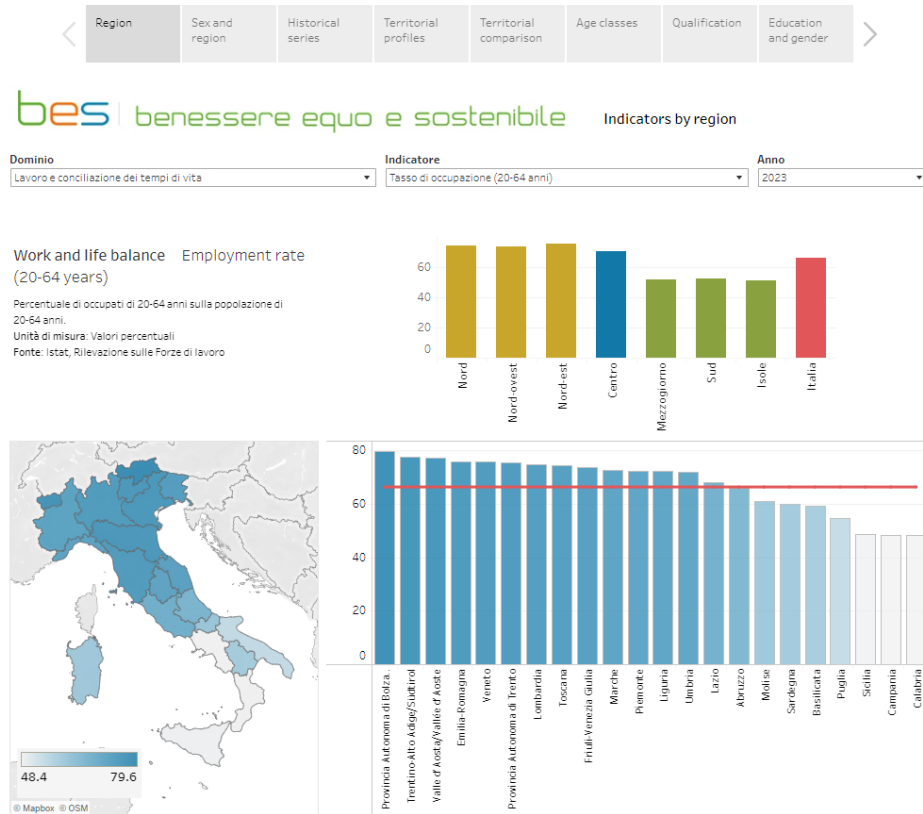 Region
Sex and
region
Historical
series
Territorial
profiles
Territorial
comparison
Age classes
Qualification
Education
and gender
bes
benessere equo e sostenibile
Indicators by region
Dominio
Indicatore
Anno
Lavoro e conciliazione dei tempi di vita
Tasso di occupazione (20-64 anni)
2023
Work and life balance Employment rate
(20-64 years)
Percentuale di occupati di 20-64 anni sulla popolazione di
20-64 anni.
Unità di misura: Valori percentuali
Fonte: Istat, Rilevazione sulle Forze di lavoro
60
40
20
0
Nord
Nord-ovest
Nord-est
Centro
Mezzogiorno
Sud
Isole
Italia
80
60
40
20
0
Provincia Autonoma di Bolza..
Trentino-Alto Adige/Südtirol
Valle d'Aosta/Vallée d'Aoste
Emilia-Romagna
Veneto
Provincia Autonoma di Trento
Lombardia
Toscana
Friuli-Venezia Giulia
Marche
Piemonte
Liguria
Umbria
Lazio
Abruzzo
Molise
Sardegna
Basilicata
Puglia
Sicilia
Campania
Calabria
48.4
79.6
© Mapbox © OSM